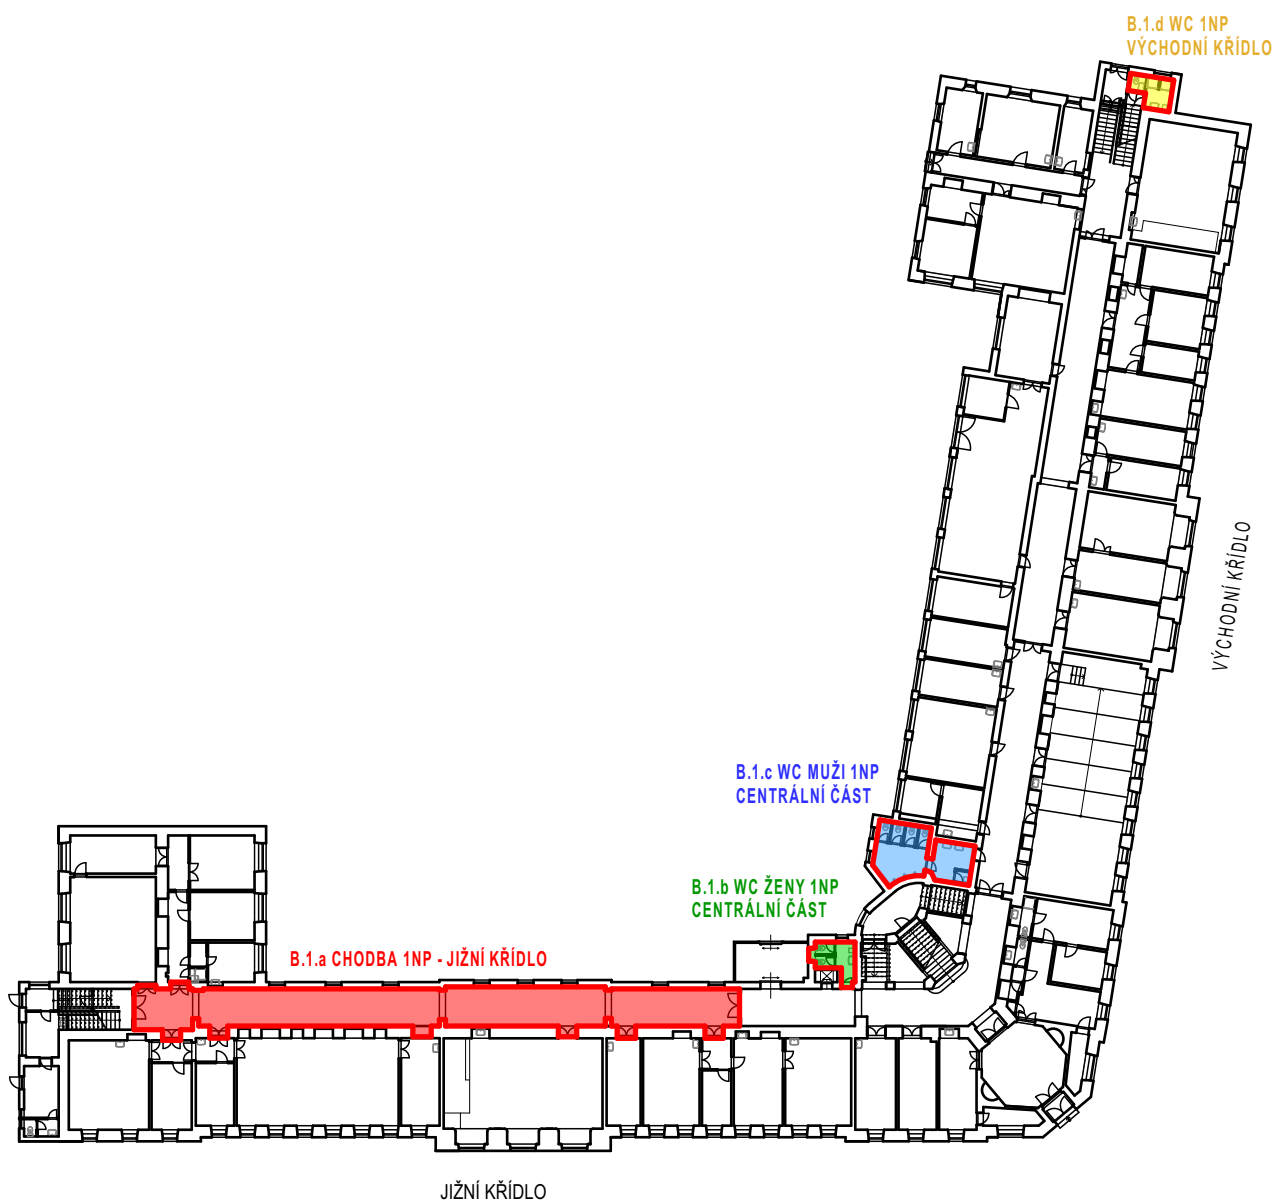 B.1.d WC 1NP
VÝCHODNÍ KŘÍDLO
VÝCHODNÍ KŘÍDLO
B.1.c WC MUŽI 1NP
CENTRÁLNÍ ČÁST
B.1.b WC ŽENY 1NP
CENTRÁLNÍ ČÁST
B.1.a CHODBA 1NP - JIŽNÍ KŘÍDLO
JIŽNÍ KŘÍDLO